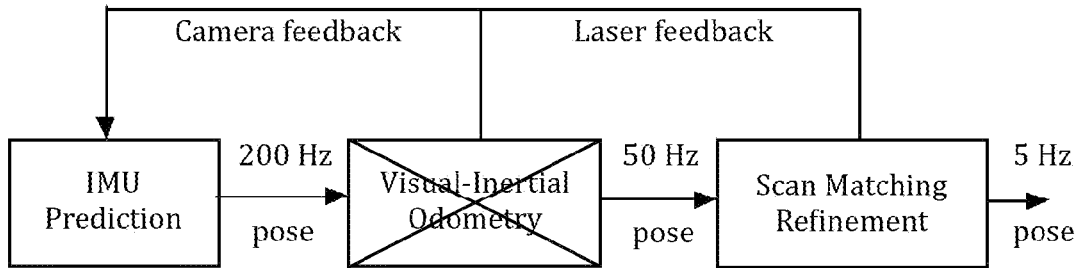 Camera feedback
Laser feedback
IMU
Prediction
200 Hz
pose
Visual-Inertial
Odometry
50 Hz
pose
Scan Matching
Refinement
5 Hz
pose